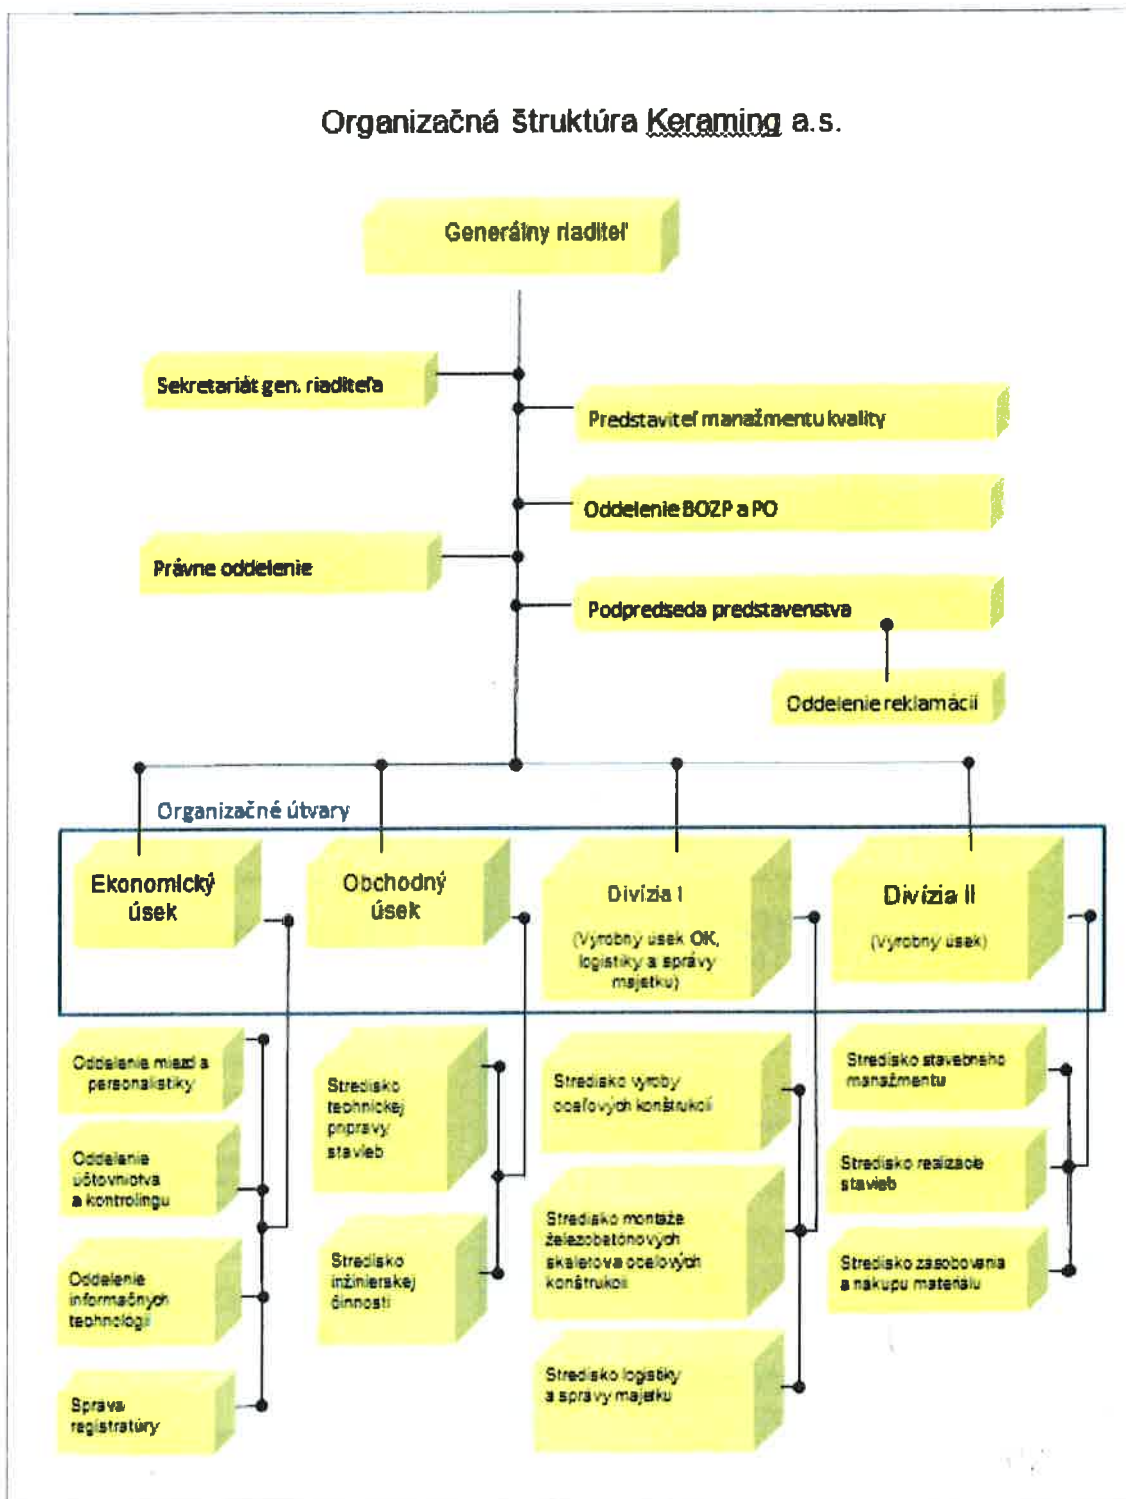 Organizačná štruktúra Keraming a.s.
Generálny riaditeľ
Sekretariát gen. riaditeľa
Predstaviteľ manažmentu kvality
Oddelenie BOZP a PO
Právne oddelenie
Podpredseda predstavenstva
Oddelenie reklamácií
Organizačné útvary
Ekonomický
úsek
Obchodný
úsek
Divízia I
(Výrobný úsek OK,
logistiky a správy
majetku)
Divízia II
(Výrobný úsek)
Oddelenie miezd a
personalistiky
Oddelenie
účtovníctva
a kontrolingu
Oddelenie
informačných
technológií
Správa
registratúry
Stredisko
technickej
prípravy
stavieb
Stredisko
inžinierskej
činnosti
Stredisko výroby
oceľových konštrukcií
Stredisko montáže
železobetónových
skeletov a ocelových
konštrukcií
Stredisko logistiky
a správy majetku
Stredisko stavebného
manažmentu
Stredisko realizácie
stavieb
Stredisko zásobovania
a nákupu materiálu